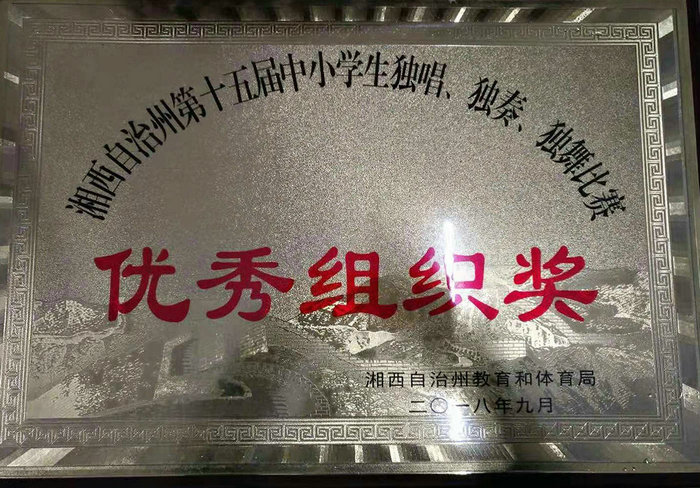 湘西自治州第十五届中小学生独唱、独奏、独舞比赛
优秀组织奖
湘西自治州教育和体育局
二〇一八年九月